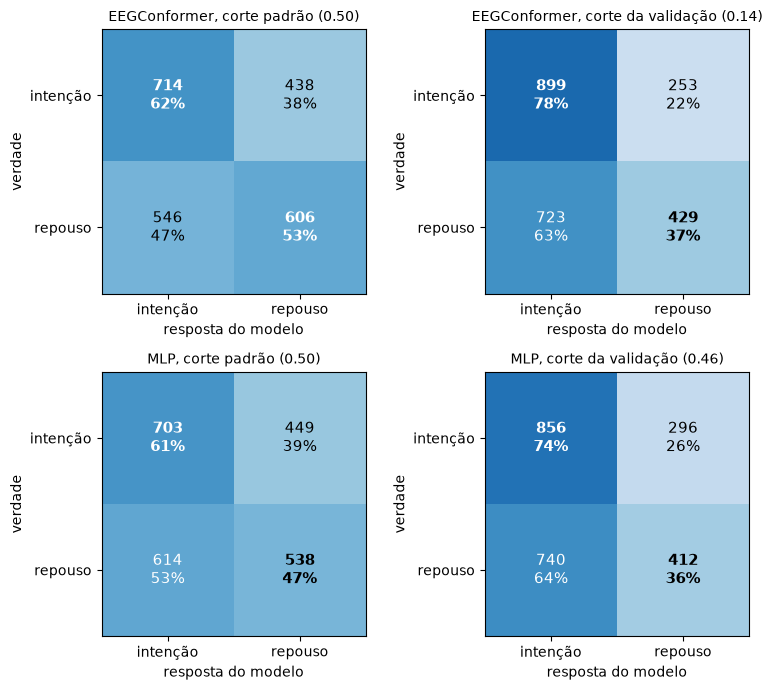 EEGConformer, corte padrão (0.50)
intenção
714
62%
438
38%
verdade
repouso
546
47%
606
53%
intenção
repouso
resposta do modelo
EEGConformer, corte da validação (0.14)
intenção
899
78%
253
22%
verdade
repouso
723
63%
429
37%
intenção
repouso
resposta do modelo
MLP, corte padrão (0.50)
intenção
703
61%
449
39%
verdade
repouso
614
53%
538
47%
intenção
repouso
resposta do modelo
MLP, corte da validação (0.46)
intenção
856
74%
296
26%
verdade
repouso
740
64%
412
36%
intenção
repouso
resposta do modelo